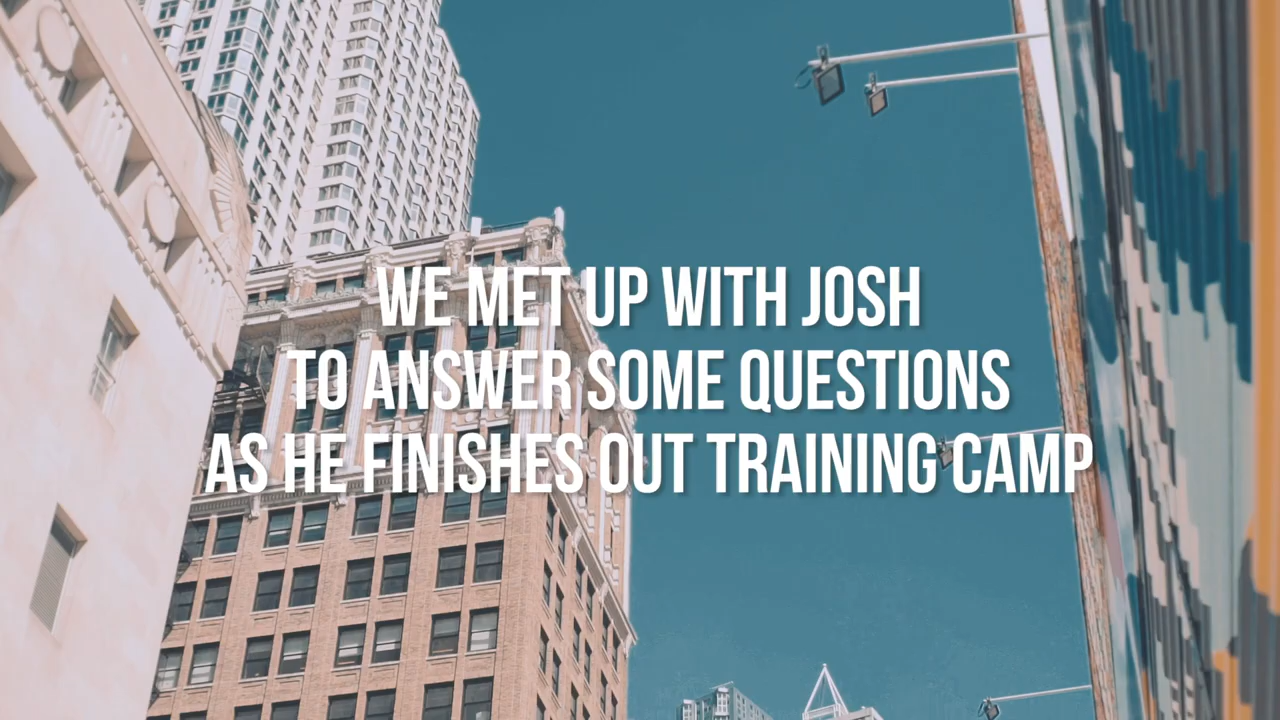 WE MET UP WITH JOSH
TO ANSWER SOME QUESTIONS
AS HE FINISHES OUT TRAINING CAMP